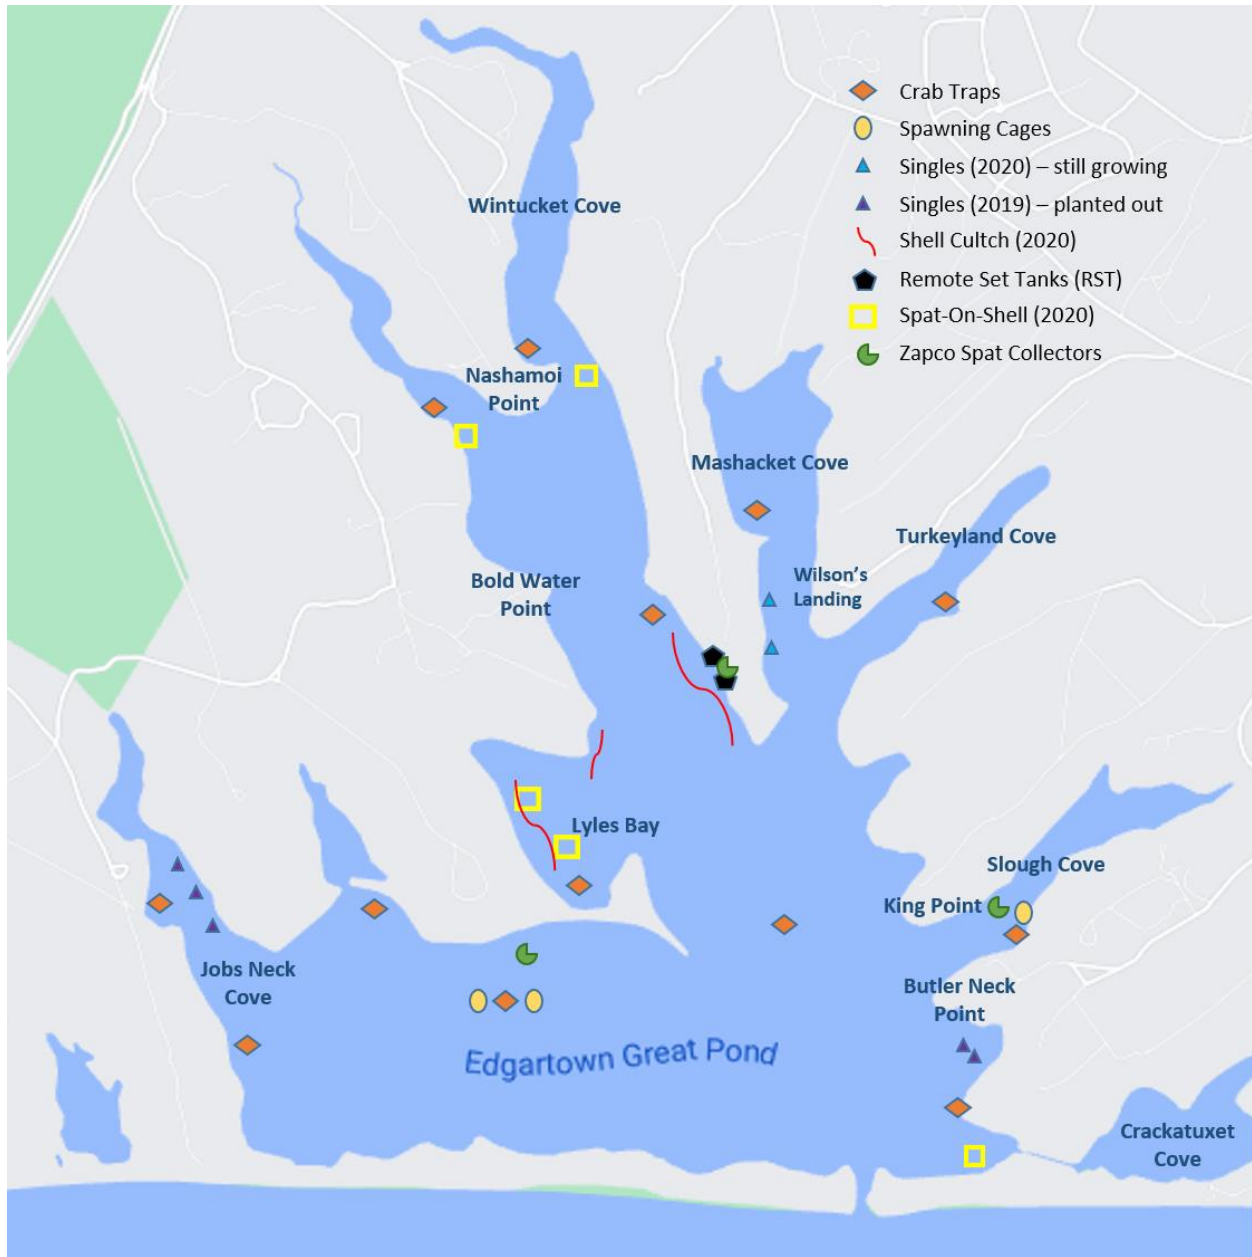 Crab Traps
Spawning Cages
Singles (2020) – still growing
Singles (2019) – planted out
Shell Cultch (2020)
Remote Set Tanks (RST)
Spat-On-Shell (2020)
Zapco Spat Collectors
Wintucket Cove
Nashamoi
Point
Mashacket Cove
Turkeyland Cove
Wilson's
Landing
Bold Water
Point
Lyles Bay
Slough Cove
King Point
Jobs Neck
Cove
Butler Neck
Point
Edgartown Great Pond
Crackatuxet
Cove